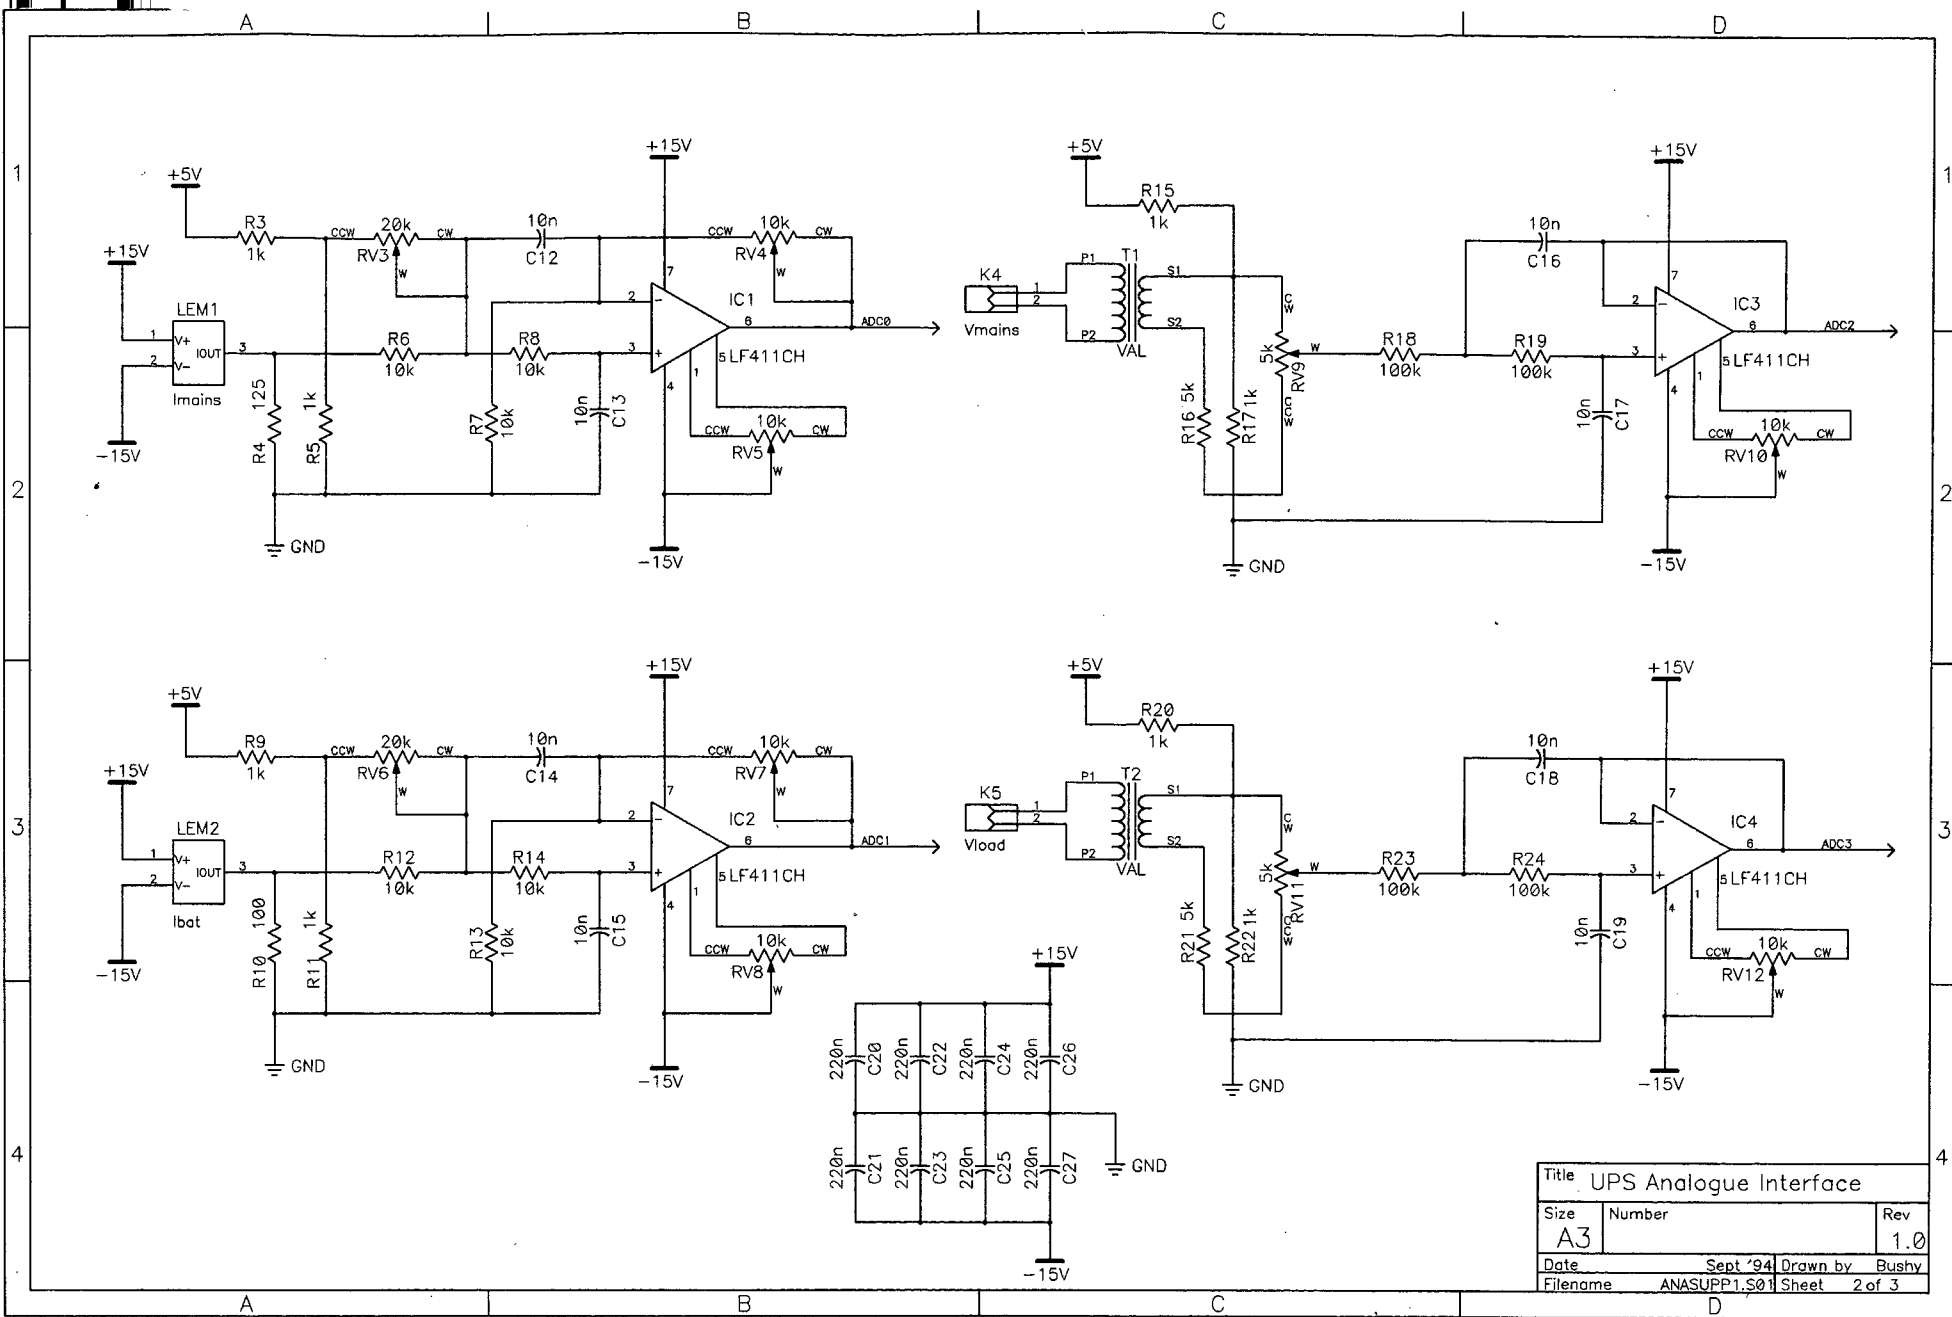 A B C D
1
+5V
R3
1k
CCW 20k CW
RV3
W
10n
C12
+15V
CCW 10k CW
RV4
W
+15V
LEM1
1 V+
2 V-
IOUT 3
Imains
-15V
R6
10k
R8
10k
7
2 -
3 +
IC1
6
ADC0
5 LF411CH
1
4
125
R4
1k
R5
R7
10k
10n
C13
CCW 10k CW
RV5
W
GND
-15V
+5V
R15
1k
K4
1
2
Vmains
P1
P2
T1
VAL
S1
S2
CW
5k
RV9
CCW
W
R16 5k
R17 1k
GND
R18
100k
R19
100k
10n
C16
10n
C17
+15V
7
2 -
3 +
IC3
6
ADC2
5 LF411CH
1
4
CCW 10k CW
RV10
W
-15V
1
2
2
+5V
R9
1k
CCW 20k CW
RV6
W
10n
C14
+15V
CCW 10k CW
RV7
W
+15V
LEM2
1 V+
2 V-
IOUT 3
Ibat
-15V
R12
10k
R14
10k
7
2 -
3 +
IC2
6
ADC1
5 LF411CH
1
4
100
R10
1k
R11
R13
10k
10n
C15
CCW 10k CW
RV8
W
GND
-15V
+5V
R20
1k
K5
1
2
Vload
P1
P2
T2
VAL
S1
S2
CW
5k
RV11
CCW
W
R21 5k
R22 1k
GND
R23
100k
R24
100k
10n
C18
10n
C19
+15V
7
2 -
3 +
IC4
6
ADC3
5 LF411CH
1
4
CCW 10k CW
RV12
W
-15V
3
3
+15V
220n C20
220n C22
220n C24
220n C26
220n C21
220n C23
220n C25
220n C27
GND
-15V
4
4
Title UPS Analogue Interface
Size A3
Number
Rev 1.0
Date Sept '94 Drawn by Bushy
Filename ANASUPP1.S01 Sheet 2 of 3
A B C D